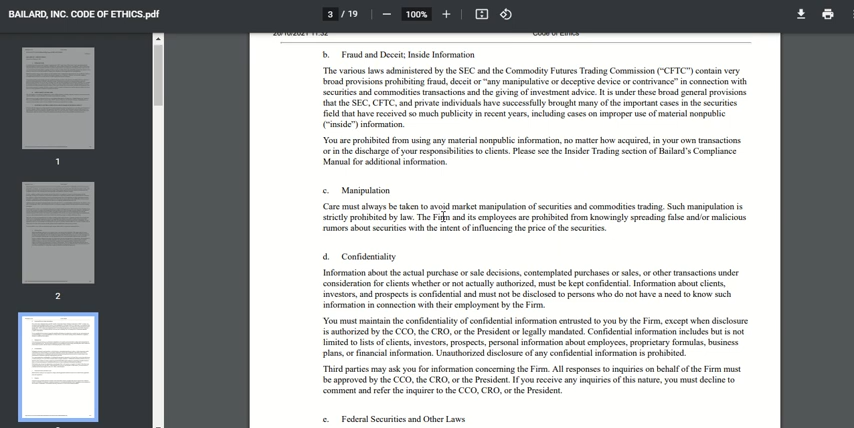 BAILARD, INC. CODE OF ETHICS.pdf
3 / 19
100%
Code of Ethics
b. Fraud and Deceit; Inside Information
The various laws administered by the SEC and the Commodity Futures Trading Commission (“CFTC”) contain very
broad provisions prohibiting fraud, deceit or “any manipulative or deceptive device or contrivance” in connection with
securities and commodities transactions and the giving of investment advice. It is under these broad general provisions
that the SEC, CFTC, and private individuals have successfully brought many of the important cases in the securities
field that have received so much publicity in recent years, including cases on improper use of material nonpublic
(“inside”) information.
You are prohibited from using any material nonpublic information, no matter how acquired, in your own transactions
or in the discharge of your responsibilities to clients. Please see the Insider Trading section of Bailard’s Compliance
Manual for additional information.
c. Manipulation
Care must always be taken to avoid market manipulation of securities and commodities trading. Such manipulation is
strictly prohibited by law. The Firm and its employees are prohibited from knowingly spreading false and/or malicious
rumors about securities with the intent of influencing the price of the securities.
d. Confidentiality
Information about the actual purchase or sale decisions, contemplated purchases or sales, or other transactions under
consideration for clients whether or not actually authorized, must be kept confidential. Information about clients,
investors, and prospects is confidential and must not be disclosed to persons who do not have a need to know such
information in connection with their employment by the Firm.
You must maintain the confidentiality of confidential information entrusted to you by the Firm, except when disclosure
is authorized by the CCO, the CRO, or the President or legally mandated. Confidential information includes but is not
limited to lists of clients, investors, prospects, personal information about employees, proprietary formulas, business
plans, or financial information. Unauthorized disclosure of any confidential information is prohibited.
Third parties may ask you for information concerning the Firm. All responses to inquiries on behalf of the Firm must
be approved by the CCO, the CRO, or the President. If you receive any inquiries of this nature, you must decline to
comment and refer the inquirer to the CCO, CRO, or the President.
e. Federal Securities and Other Laws
1
2